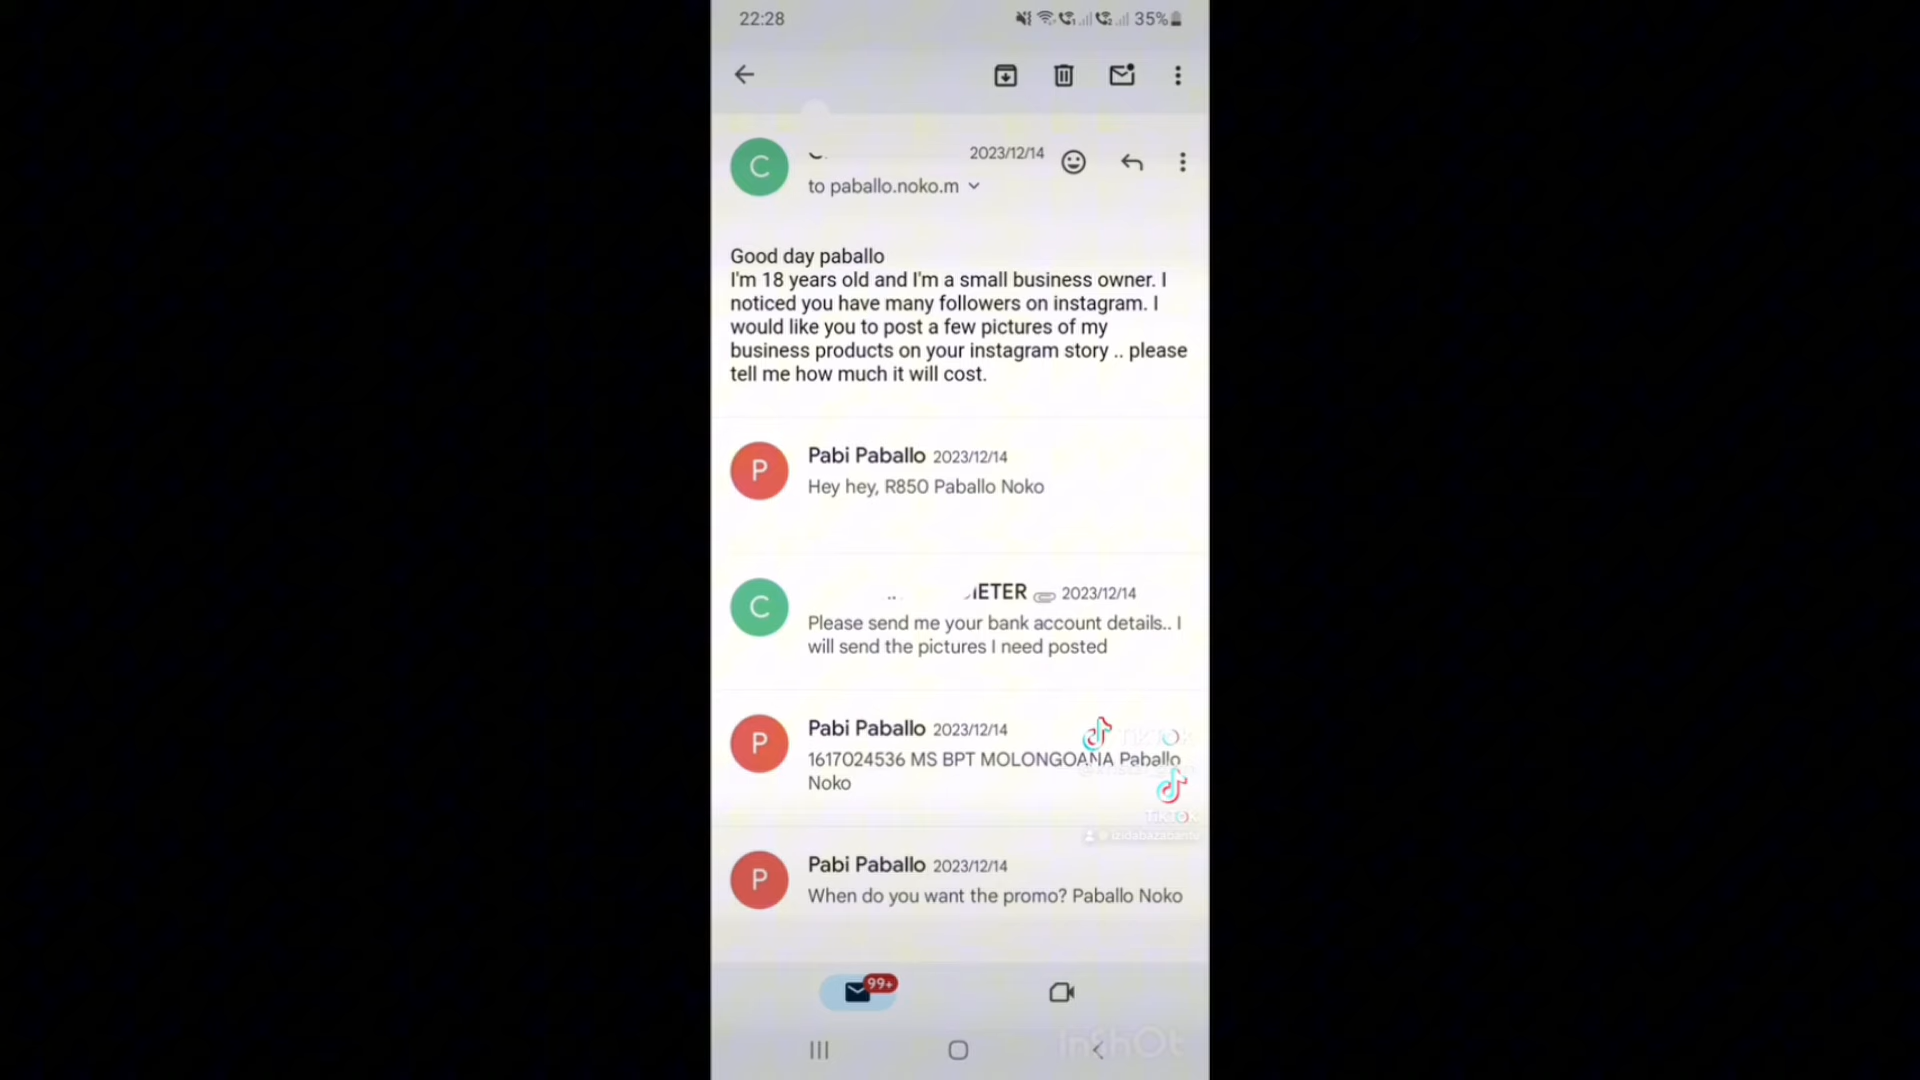 22:28
35%
C
2023/12/14
to paballo.noko.m
Good day paballo
I'm 18 years old and I'm a small business owner. I
noticed you have many followers on instagram. I
would like you to post a few pictures of my
business products on your instagram story .. please
tell me how much it will cost.
P
Pabi Paballo 2023/12/14
Hey hey, R850 Paballo Noko
C
IETER 2023/12/14
Please send me your bank account details.. I
will send the pictures I need posted
P
Pabi Paballo 2023/12/14
1617024536 MS BPT MOLONGOANA Paballo
Noko
TikTok
TikTok
@izidabazabantu
P
Pabi Paballo 2023/12/14
When do you want the promo? Paballo Noko
99+
InShOt